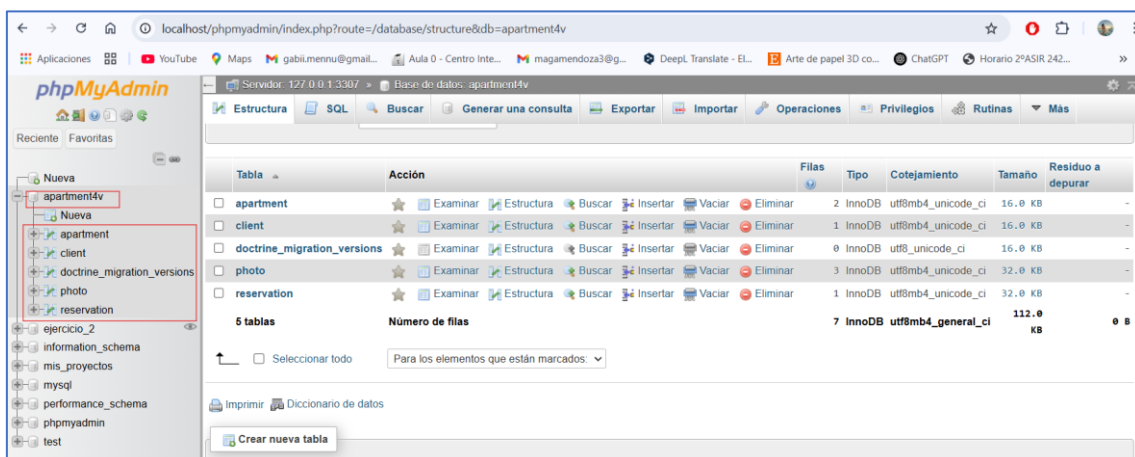 localhost/phpmyadmin/index.php?route=/database/structure&db=apartment4v
Aplicaciones YouTube Maps gabii.mennu@gmail... Aula 0 - Centro Inte... magamendoza3@g... DeepL Translate - El... Arte de papel 3D co... ChatGPT Horario 2ºASIR 242... »
phpMyAdmin
Reciente Favoritas
Nueva
apartment4v
Nueva
apartment
client
doctrine_migration_versions
photo
reservation
ejercicio_2
information_schema
mis_proyectos
mysql
performance_schema
phpmyadmin
test
Servidor: 127.0.0.1:3307 » Base de datos: apartment4v
Estructura SQL Buscar Generar una consulta Exportar Importar Operaciones Privilegios Rutinas Más
Tabla Acción Filas Tipo Cotejamiento Tamaño Residuo a depurar
apartment Examinar Estructura Buscar Insertar Vaciar Eliminar 2 InnoDB utf8mb4_unicode_ci 16.0 KB -
client Examinar Estructura Buscar Insertar Vaciar Eliminar 1 InnoDB utf8mb4_unicode_ci 16.0 KB -
doctrine_migration_versions Examinar Estructura Buscar Insertar Vaciar Eliminar 0 InnoDB utf8_unicode_ci 16.0 KB -
photo Examinar Estructura Buscar Insertar Vaciar Eliminar 3 InnoDB utf8mb4_unicode_ci 32.0 KB -
reservation Examinar Estructura Buscar Insertar Vaciar Eliminar 1 InnoDB utf8mb4_unicode_ci 32.0 KB -
5 tablas Número de filas 7 InnoDB utf8mb4_general_ci 112.0 KB 0 B
Seleccionar todo Para los elementos que están marcados:
Imprimir Diccionario de datos
Crear nueva tabla